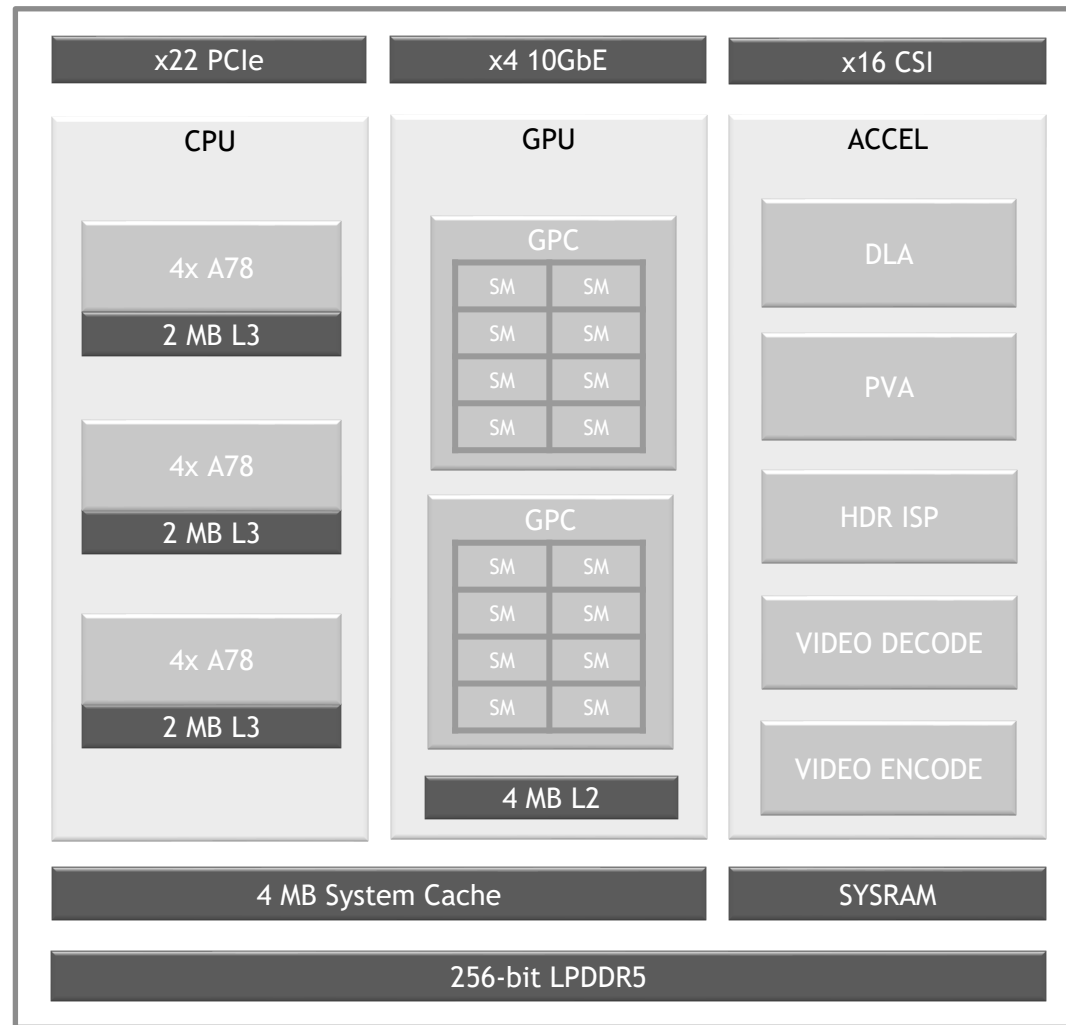 x22 PCIe
x4 10GbE
x16 CSI
CPU
4x A78
2 MB L3
4x A78
2 MB L3
4x A78
2 MB L3
GPU
GPC
SM SM
SM SM
SM SM
SM SM
GPC
SM SM
SM SM
SM SM
SM SM
4 MB L2
ACCEL
DLA
PVA
HDR ISP
VIDEO DECODE
VIDEO ENCODE
4 MB System Cache
SYSRAM
256-bit LPDDR5